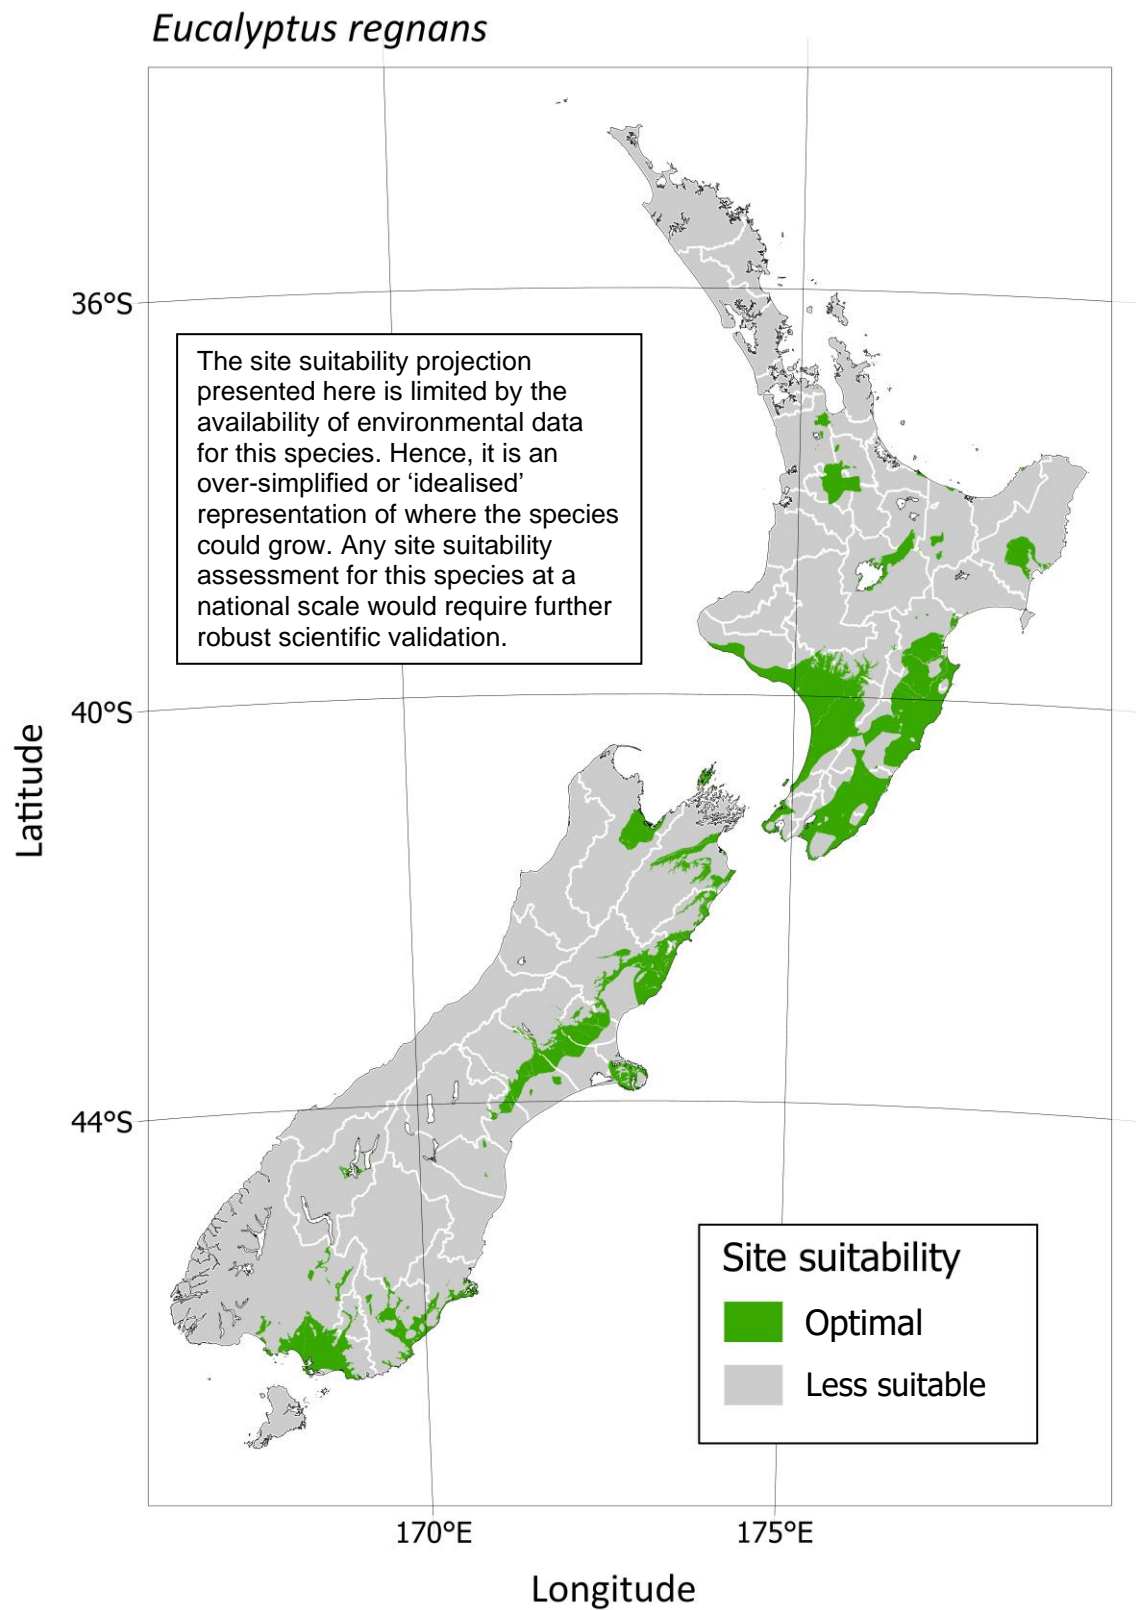 Eucalyptus regnans
36°S
The site suitability projection
presented here is limited by the
availability of environmental data
for this species. Hence, it is an
over-simplified or ‘idealised’
representation of where the species
could grow. Any site suitability
assessment for this species at a
national scale would require further
robust scientific validation.
40°S
Latitude
44°S
Site suitability
Optimal
Less suitable
170°E
175°E
Longitude